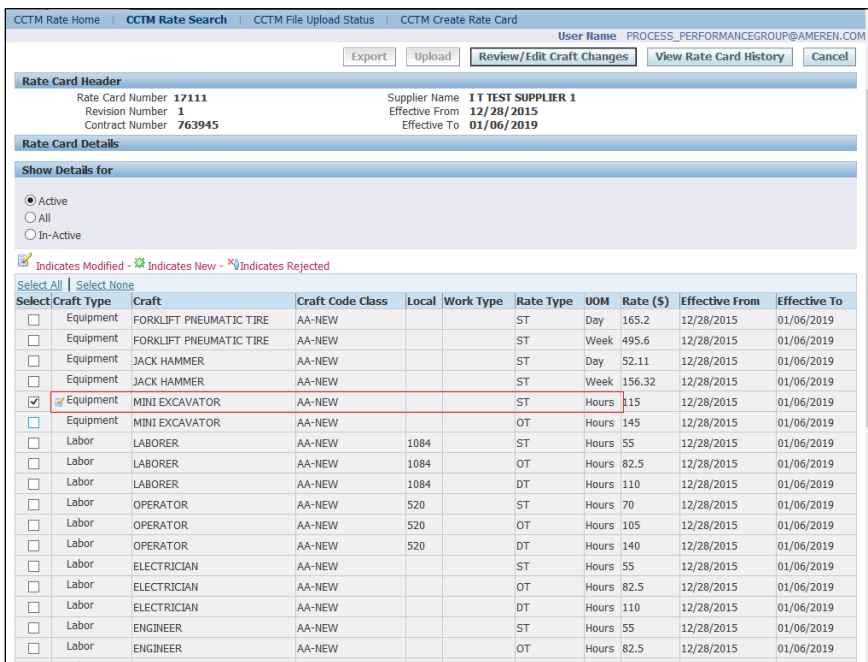 CCTM Rate Home | CCTM Rate Search | CCTM File Upload Status | CCTM Create Rate Card
User Name PROCESS_PERFORMANCEGROUP@AMEREN.COM
Export Upload Review/Edit Craft Changes View Rate Card History Cancel
Rate Card Header
Rate Card Number 17111 Supplier Name I T TEST SUPPLIER 1
Revision Number 1 Effective From 12/28/2015
Contract Number 763945 Effective To 01/06/2019
Rate Card Details
Show Details for
Active
All
In-Active
Indicates Modified - Indicates New - Indicates Rejected
Select All | Select None
Select Craft Type Craft Craft Code Class Local Work Type Rate Type UOM Rate ($) Effective From Effective To
Equipment FORKLIFT PNEUMATIC TIRE AA-NEW ST Day 165.2 12/28/2015 01/06/2019
Equipment FORKLIFT PNEUMATIC TIRE AA-NEW ST Week 495.6 12/28/2015 01/06/2019
Equipment JACK HAMMER AA-NEW ST Day 52.11 12/28/2015 01/06/2019
Equipment JACK HAMMER AA-NEW ST Week 156.32 12/28/2015 01/06/2019
Equipment MINI EXCAVATOR AA-NEW ST Hours 115 12/28/2015 01/06/2019
Equipment MINI EXCAVATOR AA-NEW OT Hours 145 12/28/2015 01/06/2019
Labor LABORER AA-NEW 1084 ST Hours 55 12/28/2015 01/06/2019
Labor LABORER AA-NEW 1084 OT Hours 82.5 12/28/2015 01/06/2019
Labor LABORER AA-NEW 1084 DT Hours 110 12/28/2015 01/06/2019
Labor OPERATOR AA-NEW 520 ST Hours 70 12/28/2015 01/06/2019
Labor OPERATOR AA-NEW 520 OT Hours 105 12/28/2015 01/06/2019
Labor OPERATOR AA-NEW 520 DT Hours 140 12/28/2015 01/06/2019
Labor ELECTRICIAN AA-NEW ST Hours 55 12/28/2015 01/06/2019
Labor ELECTRICIAN AA-NEW OT Hours 82.5 12/28/2015 01/06/2019
Labor ELECTRICIAN AA-NEW DT Hours 110 12/28/2015 01/06/2019
Labor ENGINEER AA-NEW ST Hours 55 12/28/2015 01/06/2019
Labor ENGINEER AA-NEW OT Hours 82.5 12/28/2015 01/06/2019